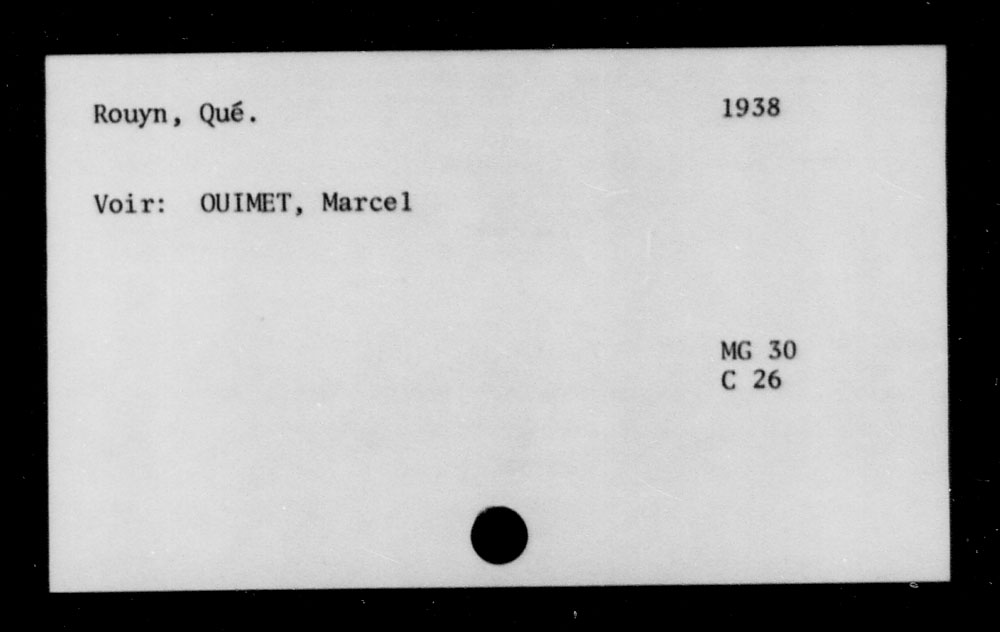 Rouyn, Qué. 1938
Voir: OUIMET, Marcel
MG 30
C 26